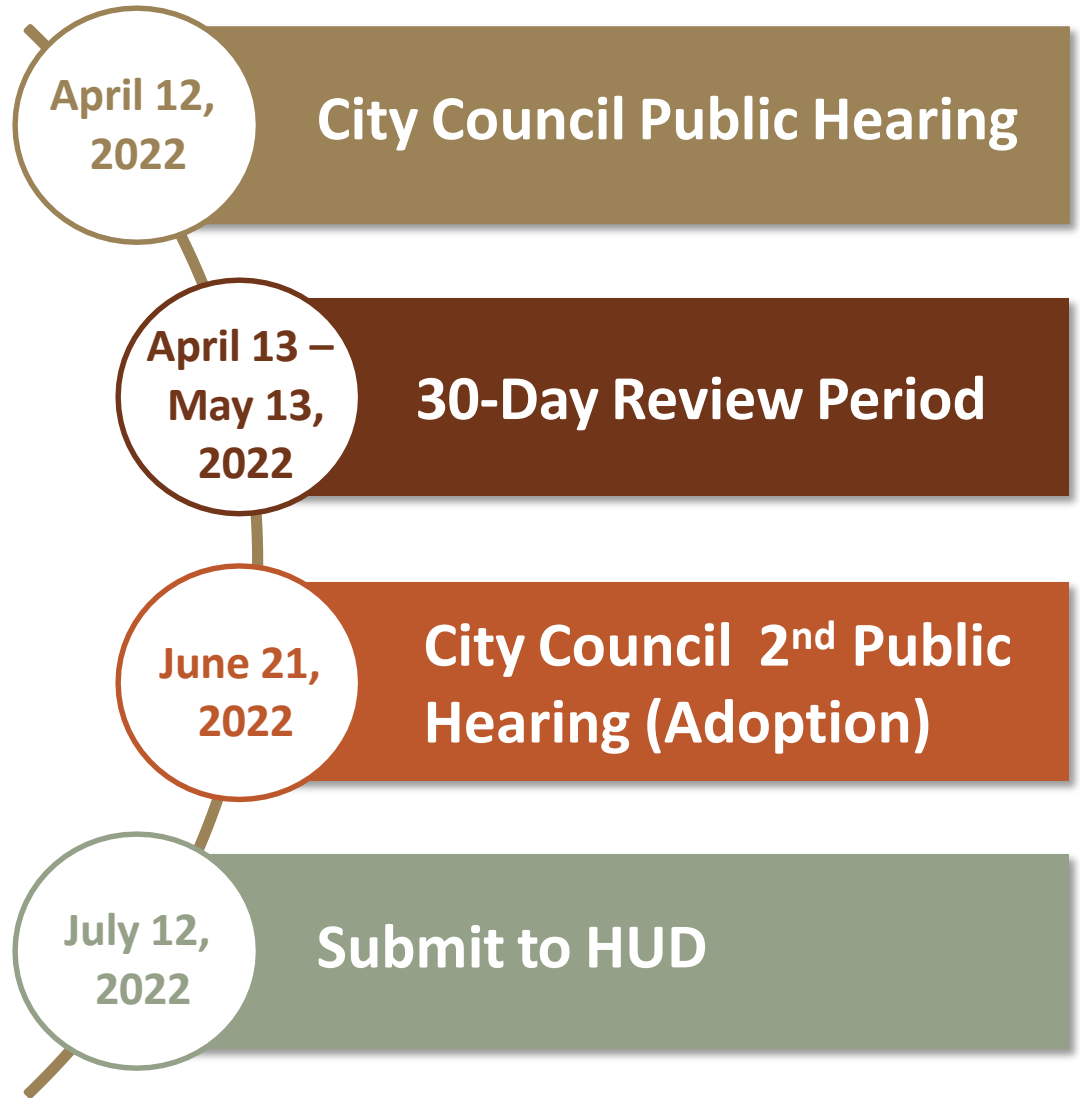 April 12,
2022
City Council Public Hearing
April 13 –
May 13,
2022
30-Day Review Period
June 21,
2022
City Council  2nd Public
Hearing (Adoption)
July 12,
2022
Submit to HUD